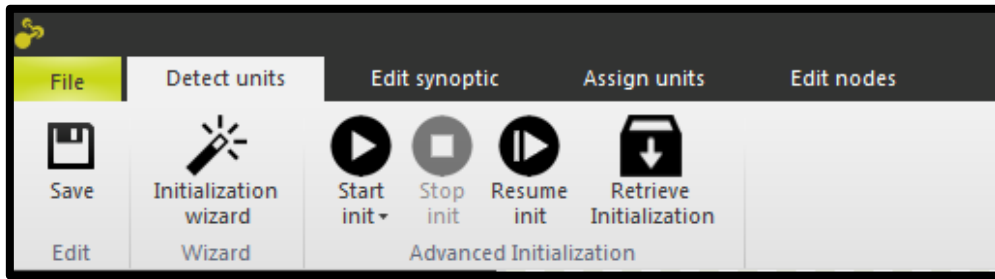 File Detect units Edit synoptic Assign units Edit nodes
Save Initialization Start Stop Resume Retrieve
wizard init init init Initialization
Edit Wizard Advanced Initialization